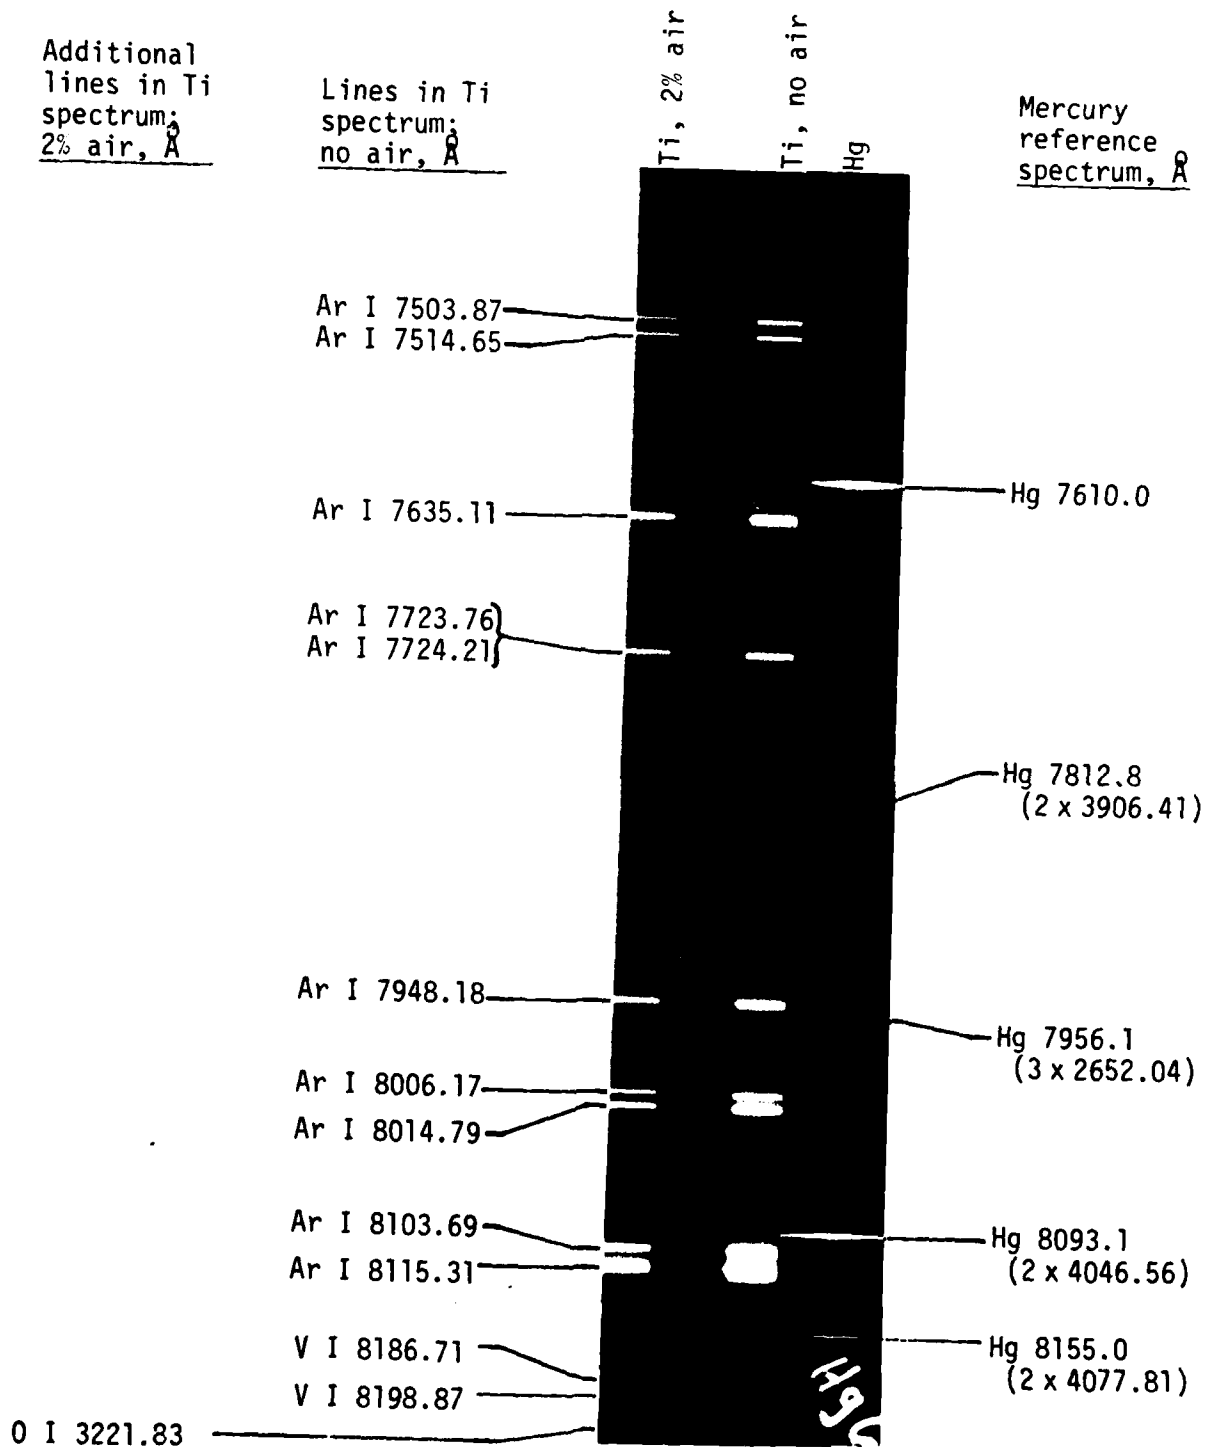 Additional
lines in Ti
spectrum;
2% air, Å
Lines in Ti
spectrum;
no air, Å
Ti, 2% air
Ti, no air
Hg
Mercury
reference
spectrum, Å
Ar I 7503.87
Ar I 7514.65
Hg 7610.0
Ar I 7635.11
Ar I 7723.76
Ar I 7724.21
Hg 7812.8
(2 x 3906.41)
Ar I 7948.18
Hg 7956.1
(3 x 2652.04)
Ar I 8006.17
Ar I 8014.79
Ar I 8103.69
Ar I 8115.31
Hg 8093.1
(2 x 4046.56)
V I 8186.71
V I 8198.87
Hg 8155.0
(2 x 4077.81)
O I 3221.83